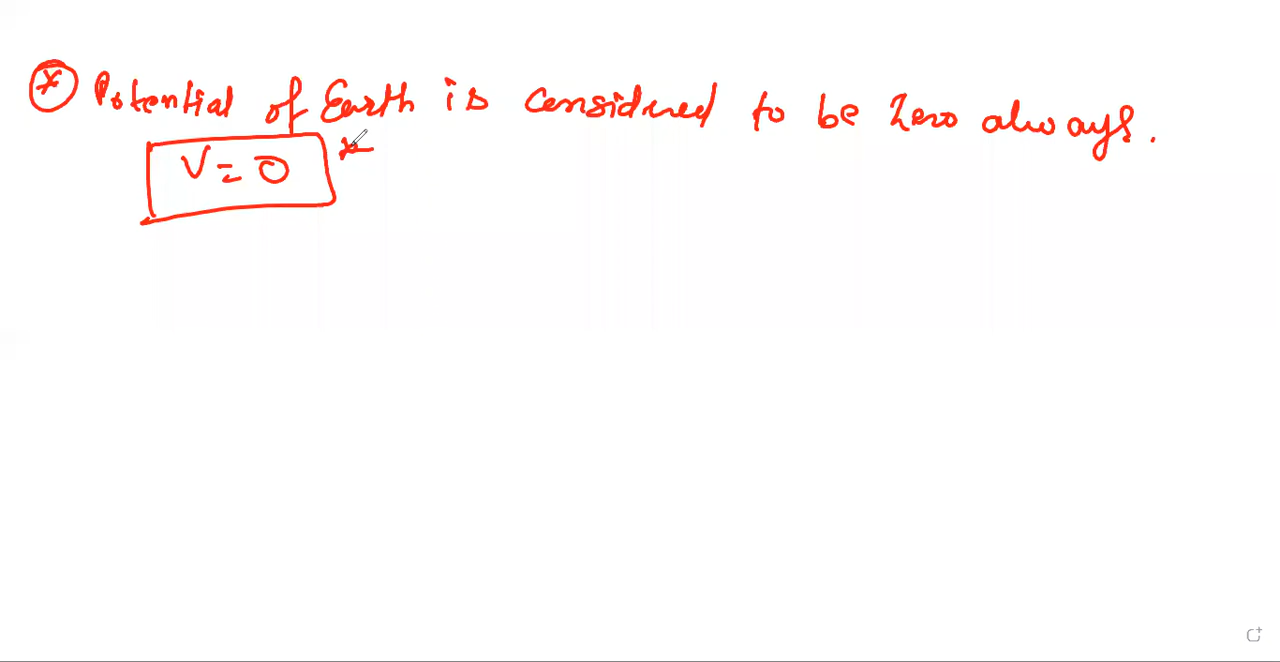 * Potential of Earth is considered to be Zero always.
V = 0 *